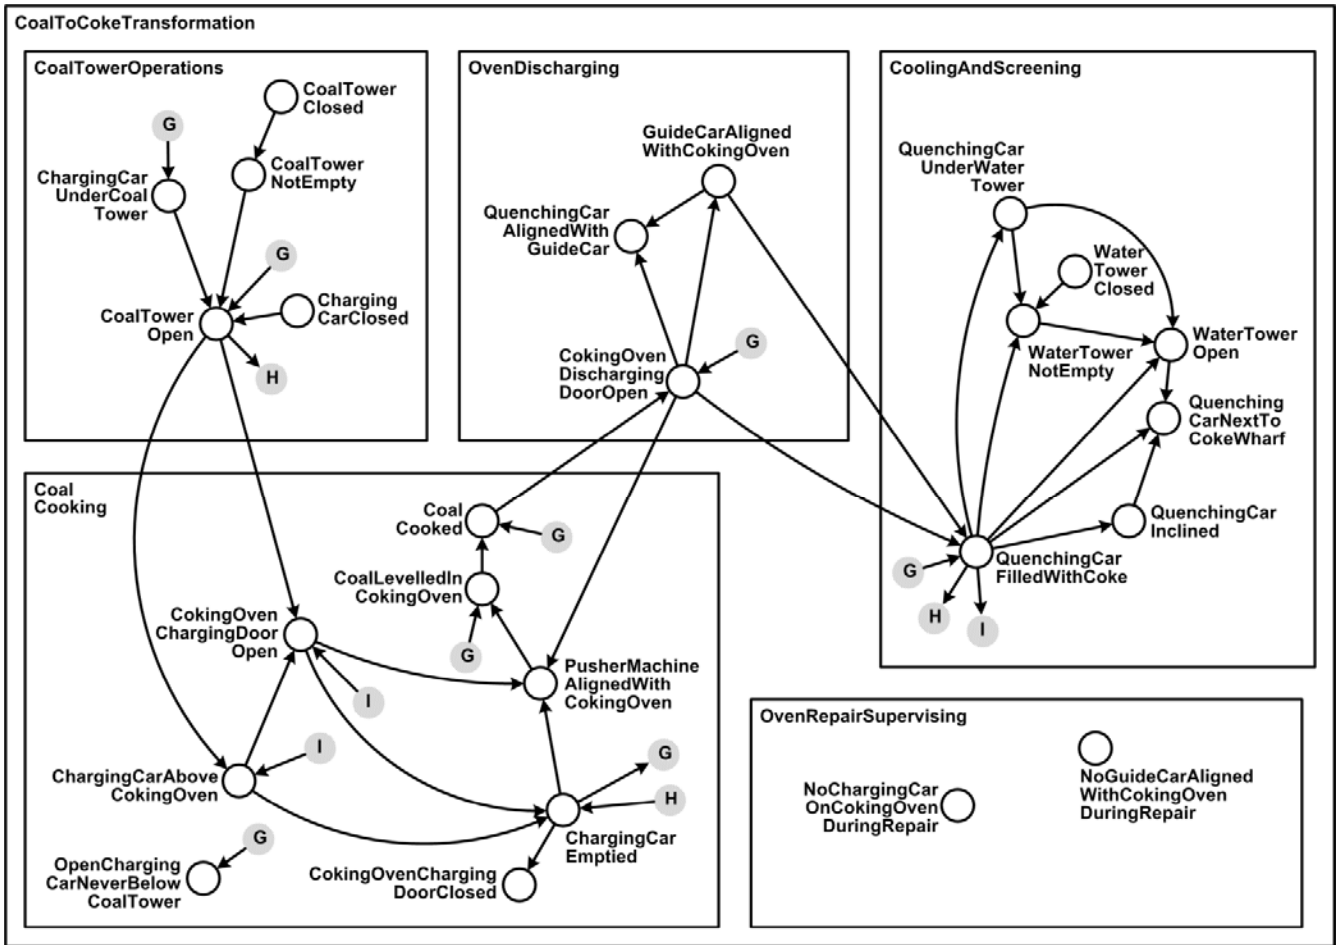 CoalToCokeTransformation
CoalTowerOperations
CoalTower
Closed
G
CoalTower
NotEmpty
ChargingCar
UnderCoal
Tower
G
Charging
CarClosed
CoalTower
Open
H
OvenDischarging
GuideCarAligned
WithCokingOven
QuenchingCar
AlignedWith
GuideCar
G
CokingOven
Discharging
DoorOpen
CoolingAndScreening
QuenchingCar
UnderWater
Tower
Water
Tower
Closed
WaterTower
NotEmpty
WaterTower
Open
Quenching
CarNextTo
CokeWharf
QuenchingCar
Inclined
QuenchingCar
FilledWithCoke
G
H
I
Coal
Cooking
Coal
Cooked
G
CoalLevelledIn
CokingOven
G
CokingOven
ChargingDoor
Open
I
PusherMachine
AlignedWith
CokingOven
I
ChargingCarAbove
CokingOven
G
H
ChargingCar
Emptied
G
OpenCharging
CarNeverBelow
CoalTower
CokingOvenCharging
DoorClosed
OvenRepairSupervising
NoChargingCar
OnCokingOven
DuringRepair
NoGuideCarAligned
WithCokingOven
DuringRepair